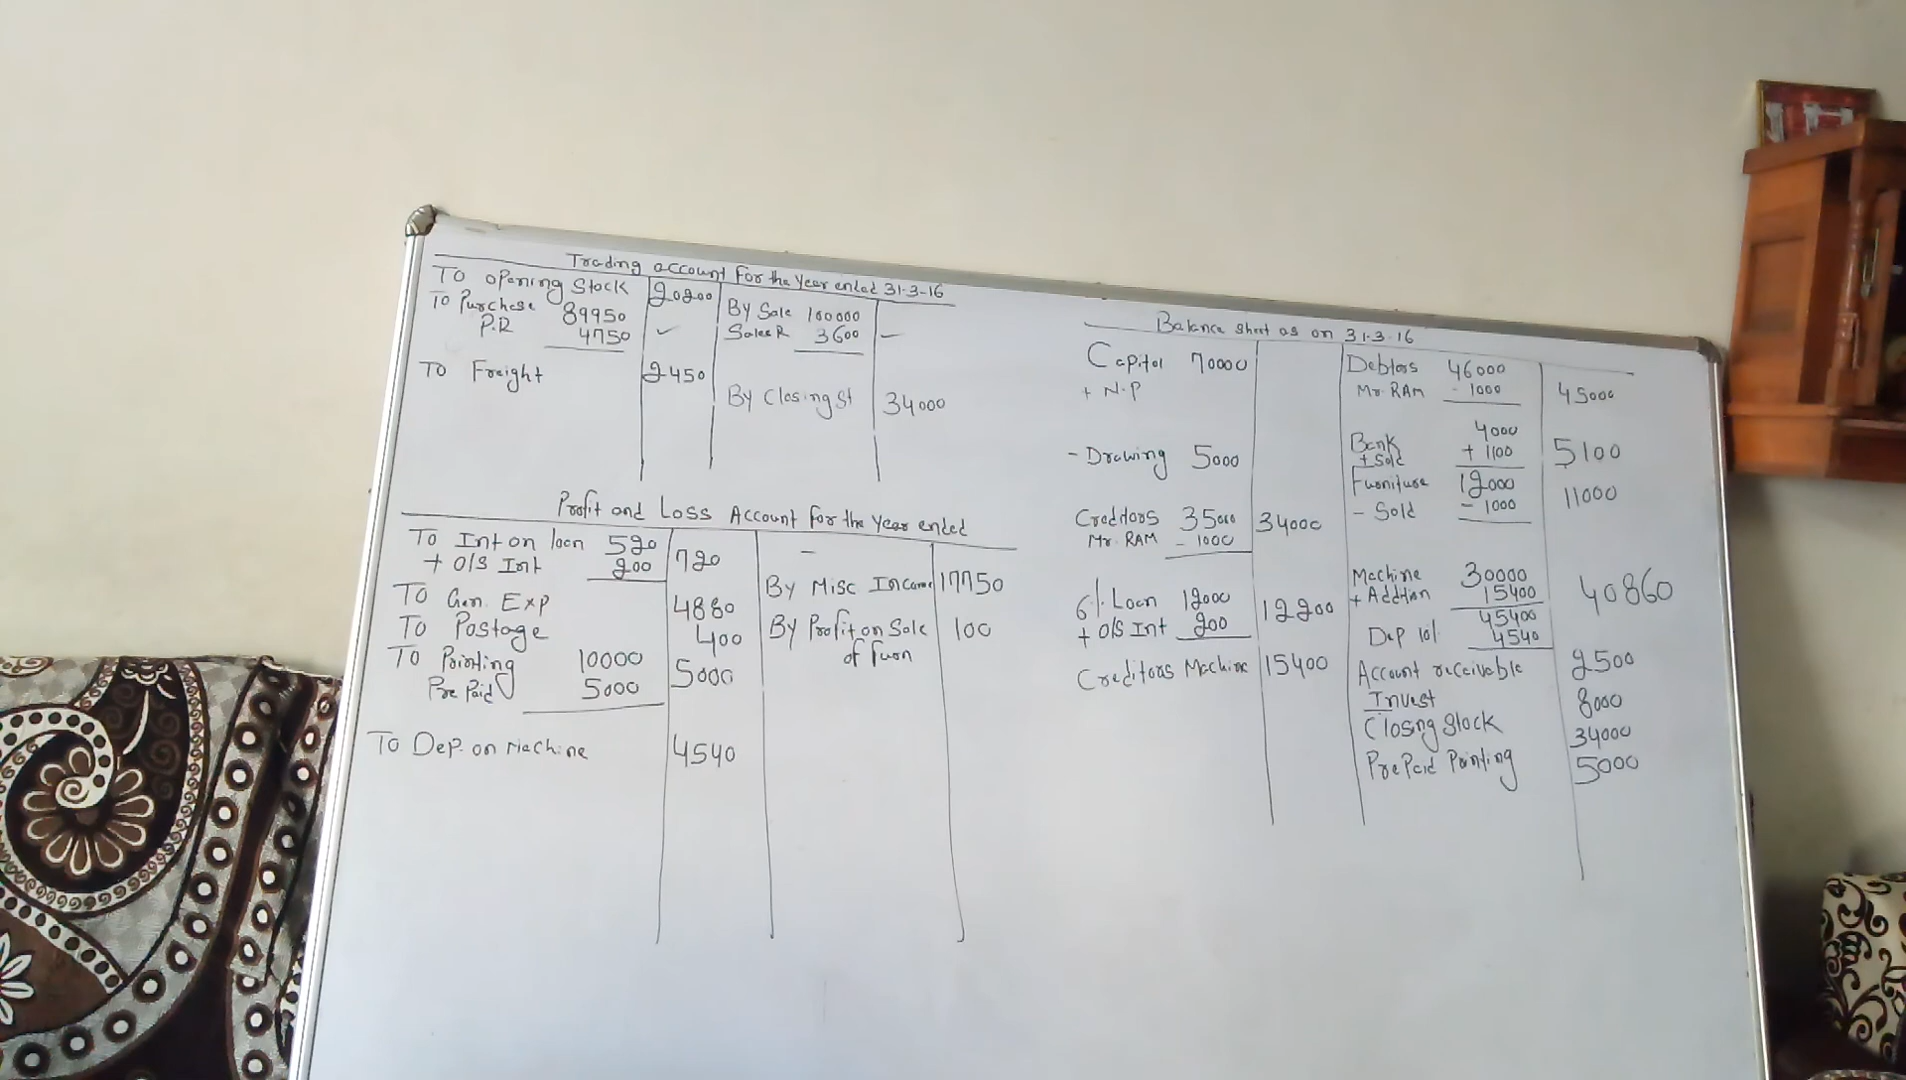 Trading account for the year ended 31-3-16
To opening Stock 20200 By Sale 100000
To Purchase 89950 Sales R 3600 -
P.R 4750
To Freight 2450 By Closing St 34000
Profit and Loss Account for the year ended
To Int on loan 520 720 -
+ O/S Int 200
By Misc Income 17750
To Gen. Exp 4880
To Postage 400 By Profit on Sale 100
of Furn
To Printing 10000 5000
Pre Paid 5000
To Dep. on Machine 4540
Balance sheet as on 31-3-16
Capital 70000 Debtors 46000
+ N.P Mr. RAM - 1000 45000
- Drawing 5000 Bank 4000
+ Sold + 1100 5100
Furniture 12000 11000
- Sold - 1000
Creditors 35000 34000
Mr. RAM - 1000
6% Loan 12000 12200 Machine 30000 40860
+ O/S Int 200 + Addtion 15400
45400
Dep 10% 4540
Creditors Machine 15400 Account receivable 2500
Invest 8000
Closing Stock 34000
PrePaid Printing 5000